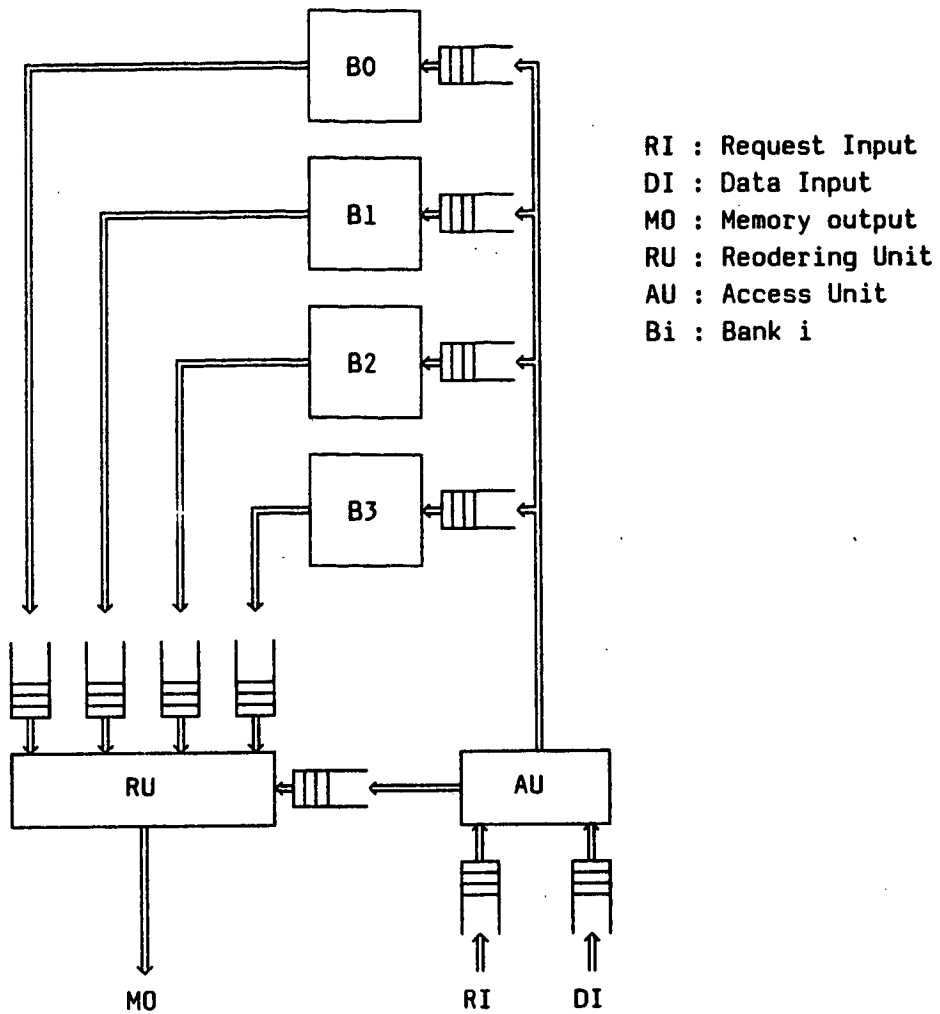 B0
B1
B2
B3
RI : Request Input
DI : Data Input
MO : Memory output
RU : Reodering Unit
AU : Access Unit
Bi : Bank i
RU
AU
MO
RI
DI